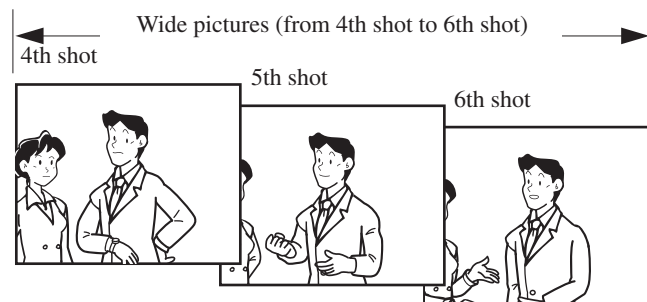 Wide pictures (from 4th shot to 6th shot)
4th shot
5th shot
6th shot